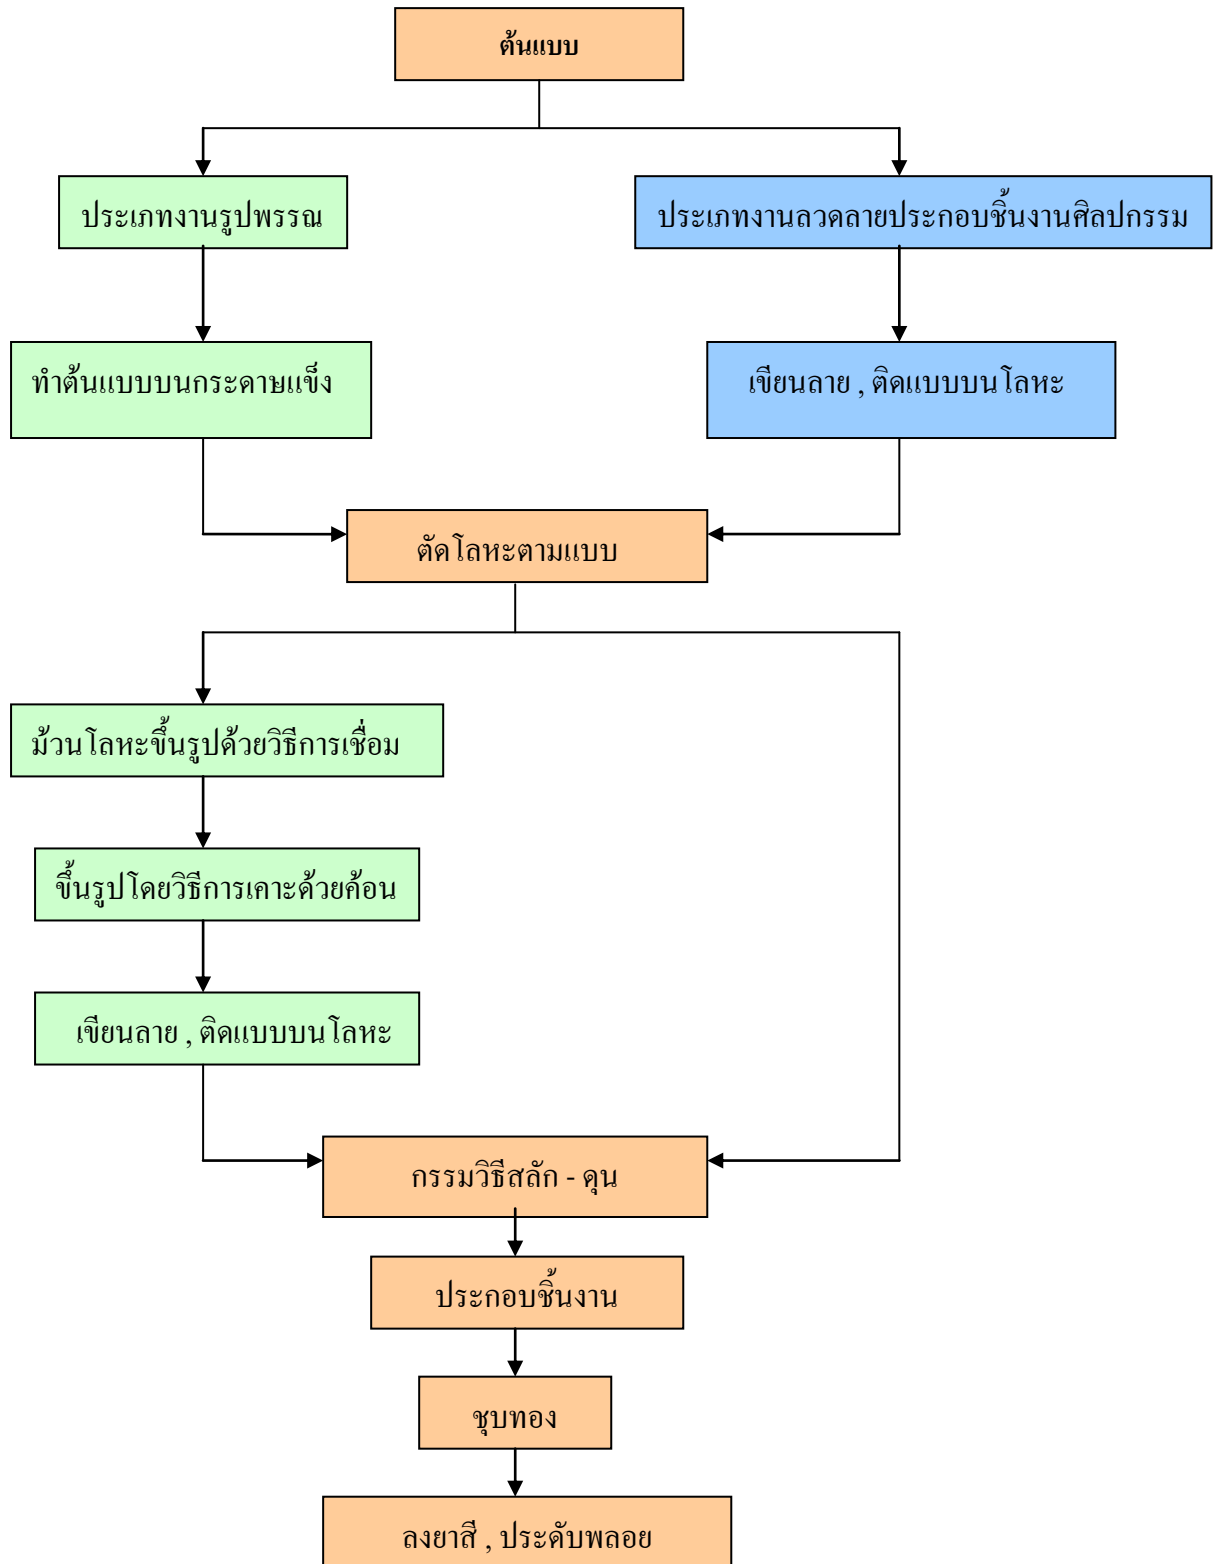 ต้นแบบ
ประเภทงานรูปพรรณ
ประเภทงานลวดลายประกอบชิ้นงานศิลปกรรม
ทำต้นแบบบนกระดาษแข็ง
เขียนลาย , ติดแบบบนโลหะ
ตัดโลหะตามแบบ
ม้วนโลหะขึ้นรูปด้วยวิธีการเชื่อม
ขึ้นรูปโดยวิธีการเคาะด้วยค้อน
เขียนลาย , ติดแบบบนโลหะ
กรรมวิธีสลัก - ดุน
ประกอบชิ้นงาน
ชุบทอง
ลงยาสี , ประดับพลอย